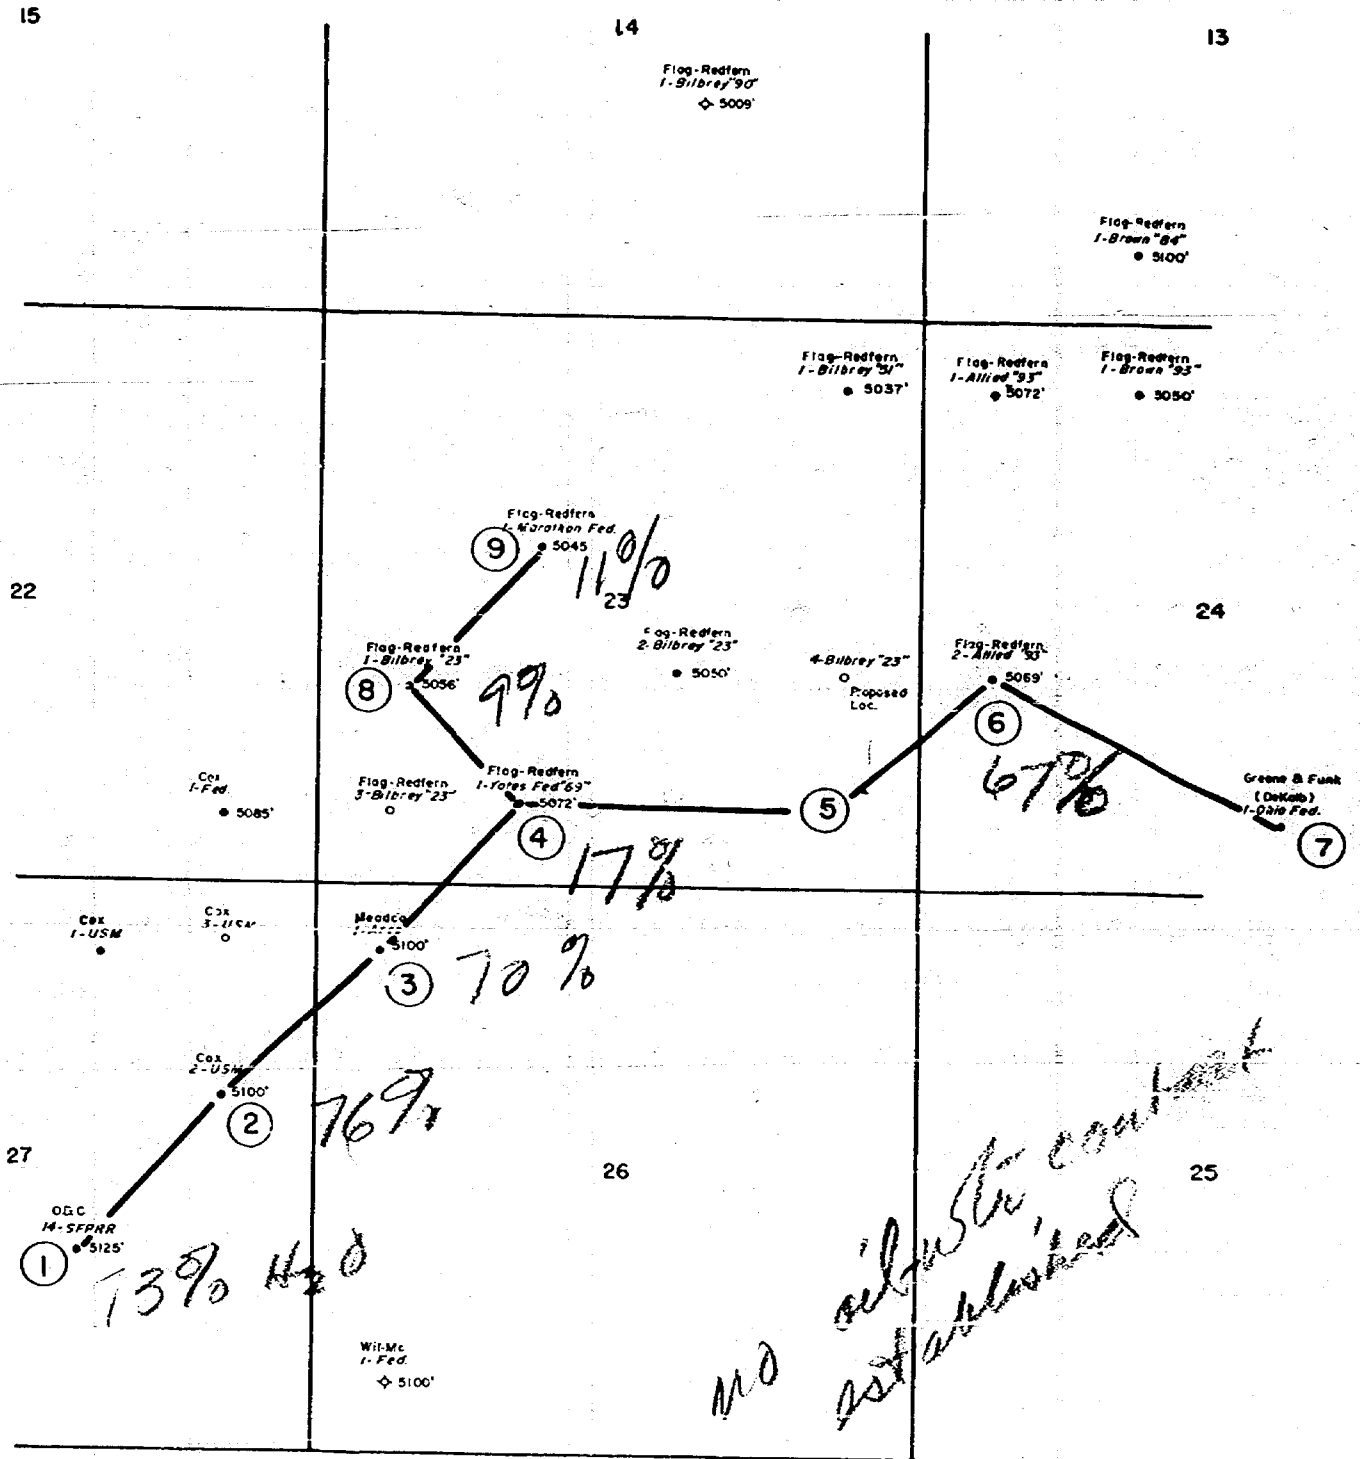 15
14
13
Flag-Redfern
1-Bilbrey "90"
5009'
Flag-Redfern
1-Brown "84"
5100'
Flag-Redfern
1-Bilbrey "51"
5037'
Flag-Redfern
1-Allied "93"
5072'
Flag-Redfern
1-Brown "93"
5050'
Flag-Redfern
1-Marathon Fed.
9
5045
11%
22
23
24
Flag-Redfern
1-Bilbrey "23"
8
5056'
9%
Flag-Redfern
2-Bilbrey "23"
5050'
4-Bilbrey "23"
Proposed
Loc.
Flag-Redfern
2-Allied "93"
5069'
6
67%
Cox
1-Fed.
5085'
Flag-Redfern
3-Bilbrey "23"
Flag-Redfern
1-Yates Fed "69"
5072'
4
17%
5
Greene & Funk
(DeKalb)
1-Ohio Fed.
7
Cox
1-USM
Cox
3-USM
Meadco
5100'
3
70%
Cox
2-USM
5100'
2
76%
27
26
25
14-SFPRR
1
5125'
73% H2O
Wil-Mc
1-Fed.
5100'
no oil-wtr contact
established